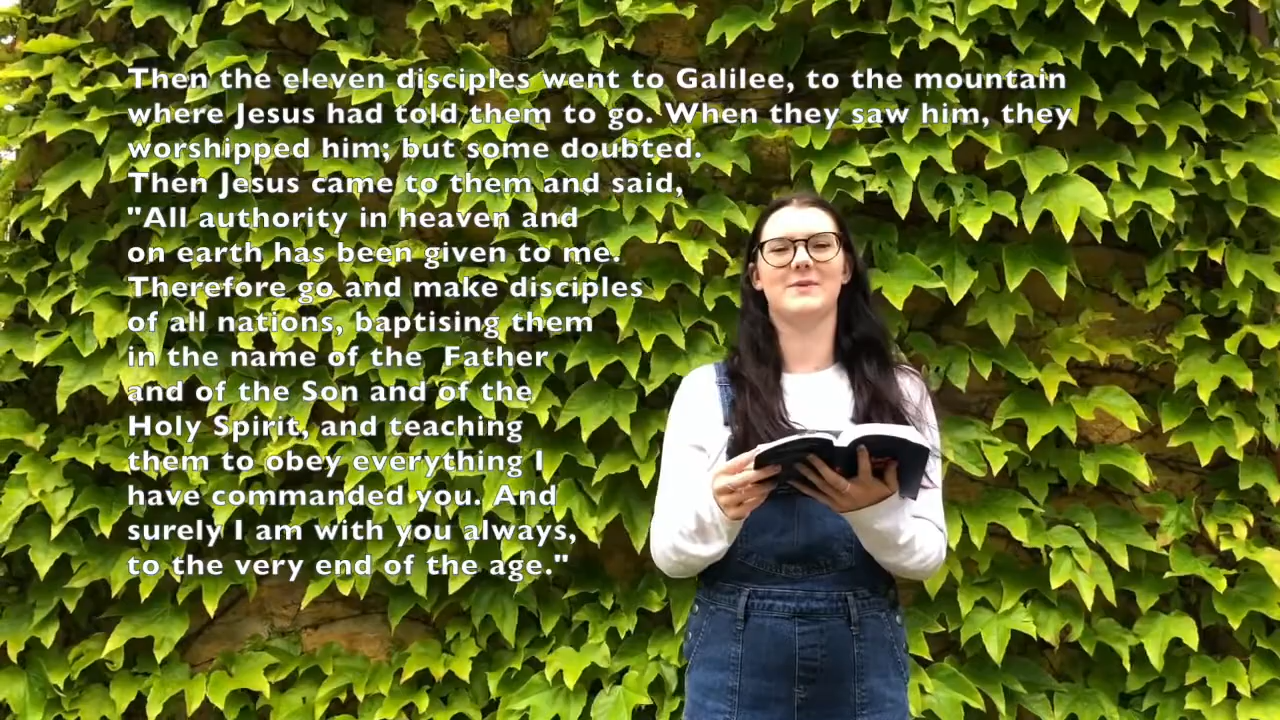 Then the eleven disciples went to Galilee, to the mountain
where Jesus had told them to go. When they saw him, they
worshipped him; but some doubted.
Then Jesus came to them and said,
"All authority in heaven and
on earth has been given to me.
Therefore go and make disciples
of all nations, baptising them
in the name of the  Father
and of the Son and of the
Holy Spirit, and teaching
them to obey everything I
have commanded you. And
surely I am with you always,
to the very end of the age."